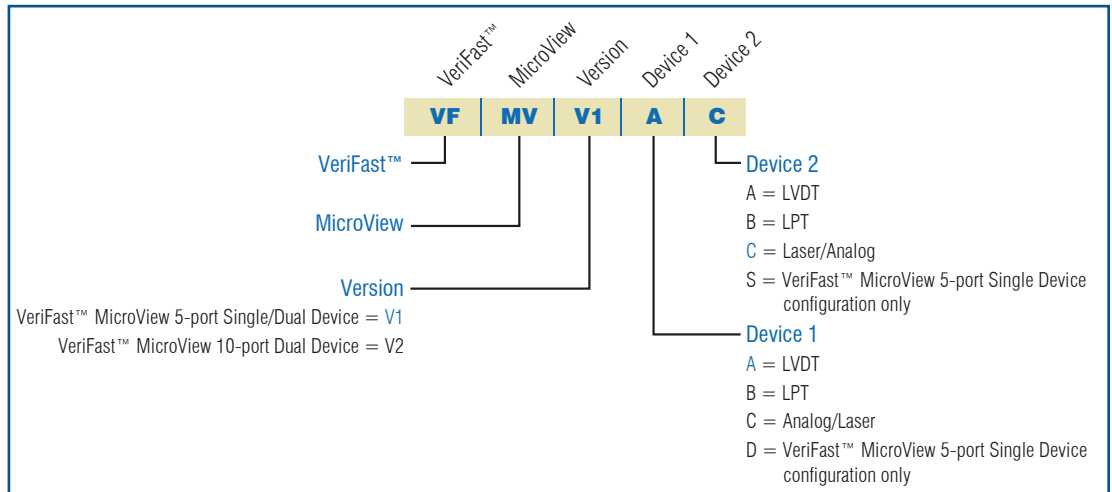 VeriFast™ MicroView Version Device 1 Device 2
VF MV V1 A C
VeriFast™
MicroView
Version
VeriFast™ MicroView 5-port Single/Dual Device = V1
VeriFast™ MicroView 10-port Dual Device = V2
Device 2
A = LVDT
B = LPT
C = Laser/Analog
S = VeriFast™ MicroView 5-port Single Device
configuration only
Device 1
A = LVDT
B = LPT
C = Analog/Laser
D = VeriFast™ MicroView 5-port Single Device
configuration only